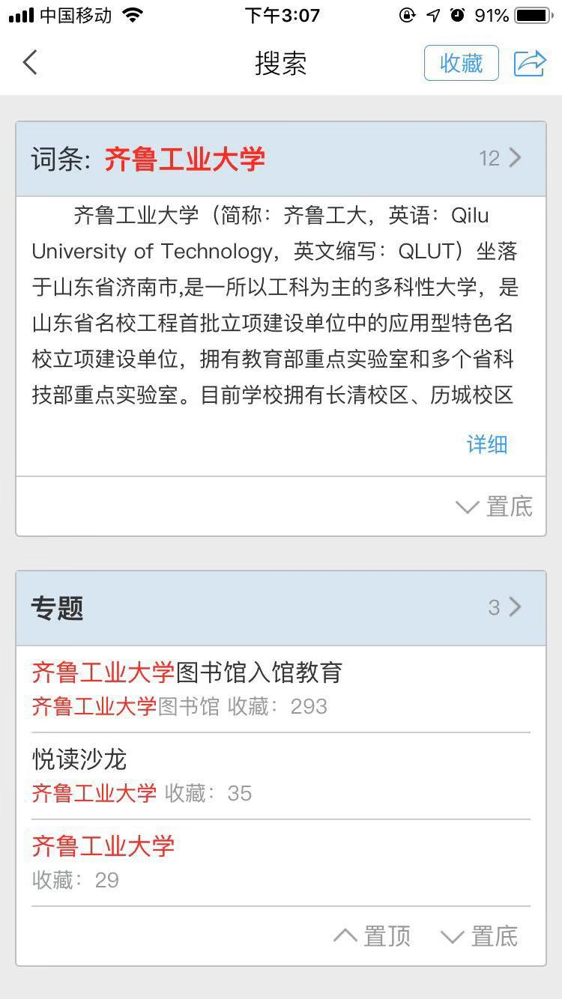 中国移动 下午3:07 91%
搜索 收藏
词条: 齐鲁工业大学 12
齐鲁工业大学（简称：齐鲁工大，英语：Qilu
University of Technology，英文缩写：QLUT）坐落
于山东省济南市,是一所以工科为主的多科性大学，是
山东省名校工程首批立项建设单位中的应用型特色名
校立项建设单位，拥有教育部重点实验室和多个省科
技部重点实验室。目前学校拥有长清校区、历城校区
详细
置底
专题 3
齐鲁工业大学图书馆入馆教育
齐鲁工业大学图书馆 收藏：293
悦读沙龙
齐鲁工业大学 收藏：35
齐鲁工业大学
收藏：29
置顶 置底